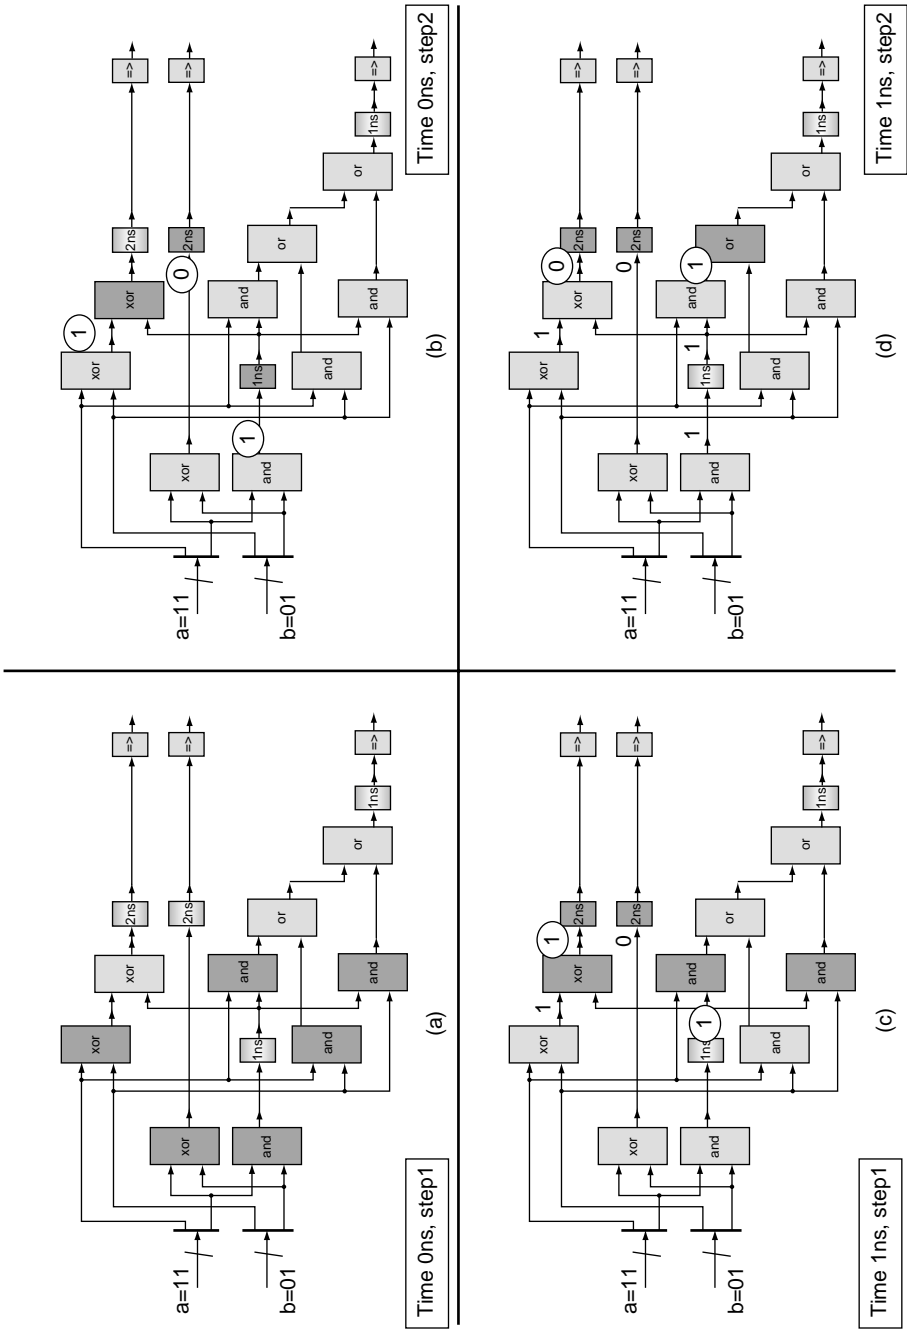 xor
xor
2ns
=>
a=11
xor
2ns
=>
and
1ns
and
b=01
or
and
or
and
1ns
=>
(a)
Time 0ns, step1
1
xor
xor
2ns
=>
a=11
xor
0
2ns
=>
and
1
and
1ns
b=01
or
and
or
and
1ns
=>
(b)
Time 0ns, step2
xor
1
1
xor
2ns
=>
a=11
xor
0
2ns
=>
and
and
1ns
1
b=01
or
and
or
and
1ns
=>
(c)
Time 1ns, step1
xor
1
0
xor
2ns
=>
a=11
xor
0
2ns
=>
and
1
1
and
1ns
1
b=01
or
and
or
and
1ns
=>
(d)
Time 1ns, step2